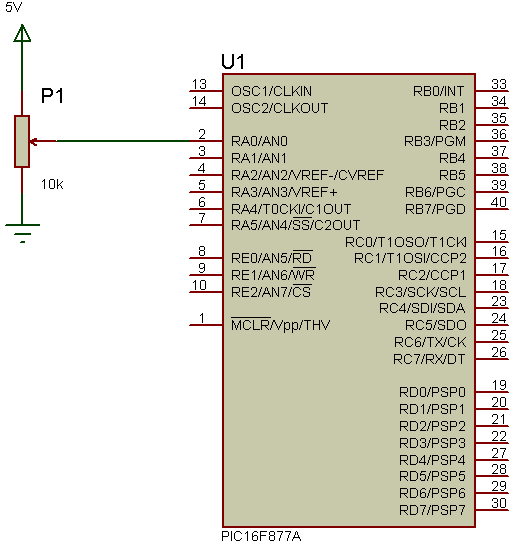 5V
P1
10k
U1
13 OSC1/CLKIN RB0/INT 33
14 OSC2/CLKOUT RB1 34
RB2 35
2 RA0/AN0 RB3/PGM 36
3 RA1/AN1 RB4 37
4 RA2/AN2/VREF-/CVREF RB5 38
5 RA3/AN3/VREF+ RB6/PGC 39
6 RA4/T0CKI/C1OUT RB7/PGD 40
7 RA5/AN4/SS/C2OUT
RC0/T1OSO/T1CKI 15
8 RE0/AN5/RD RC1/T1OSI/CCP2 16
9 RE1/AN6/WR RC2/CCP1 17
10 RE2/AN7/CS RC3/SCK/SCL 18
RC4/SDI/SDA 23
1 MCLR/Vpp/THV RC5/SDO 24
RC6/TX/CK 25
RC7/RX/DT 26
RD0/PSP0 19
RD1/PSP1 20
RD2/PSP2 21
RD3/PSP3 22
RD4/PSP4 27
RD5/PSP5 28
RD6/PSP6 29
RD7/PSP7 30
PIC16F877A